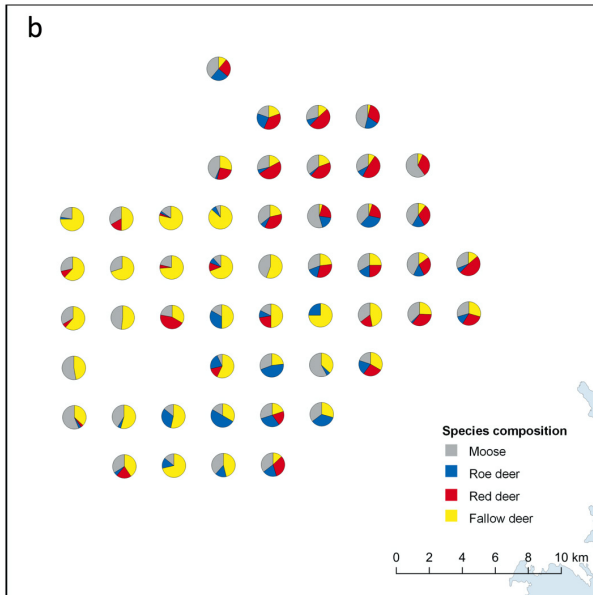 b
Species composition
Moose
Roe deer
Red deer
Fallow deer
0 2 4 6 8 10 km